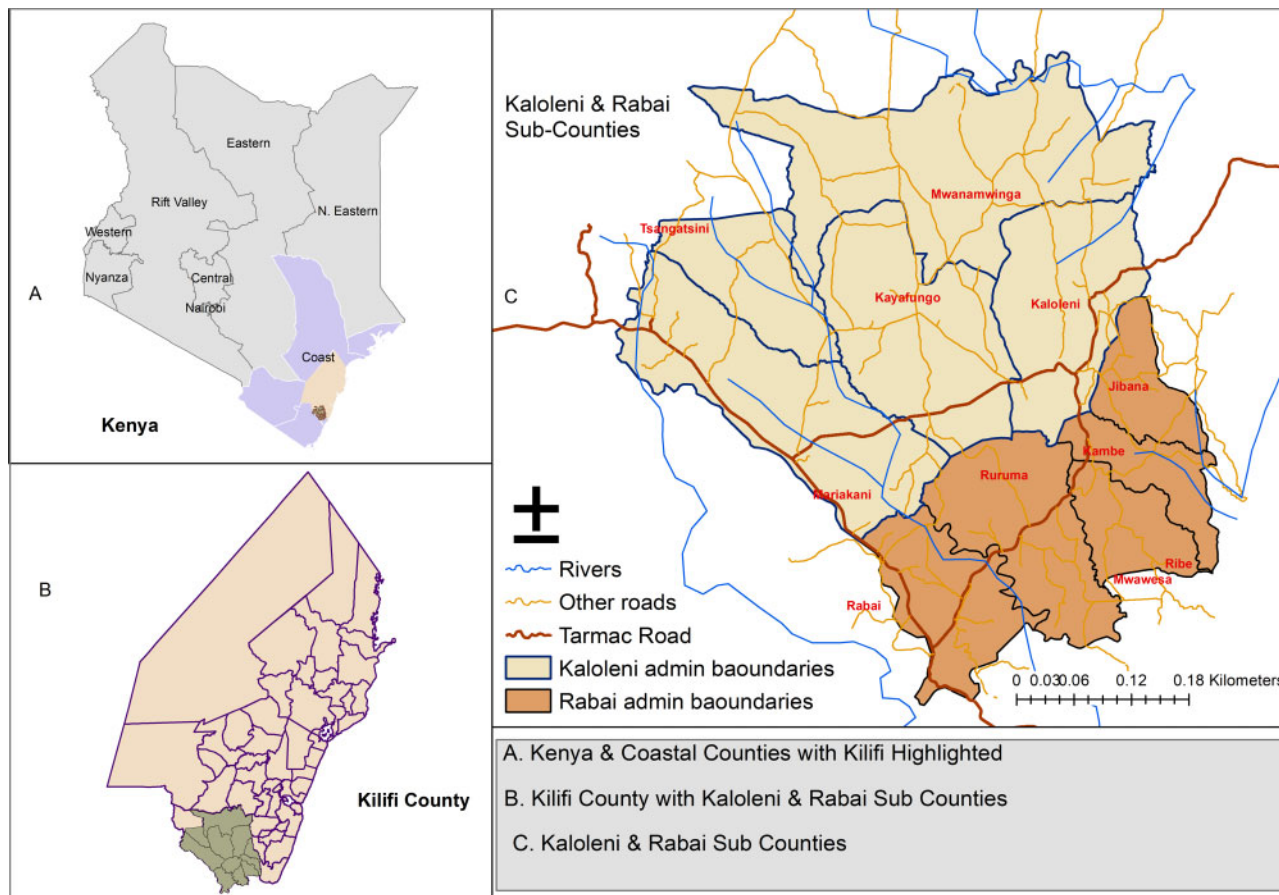 Eastern
Rift Valley
N. Eastern
Western
Nyanza
Central
Nairobi
A
Coast
Kenya
B
Kilifi County
Kaloleni & Rabai
Sub-Counties
Mwanamwinga
Tsangatsini
C
Kayafungo
Kaloleni
Jibana
Kambe
Ruruma
Mariakani
Ribe
Mwawesa
Rabai
Rivers
Other roads
Tarmac Road
Kaloleni admin baoundaries
Rabai admin baoundaries
0 0.03 0.06 0.12 0.18 Kilometers
A. Kenya & Coastal Counties with Kilifi Highlighted
B. Kilifi County with Kaloleni & Rabai Sub Counties
C. Kaloleni & Rabai Sub Counties